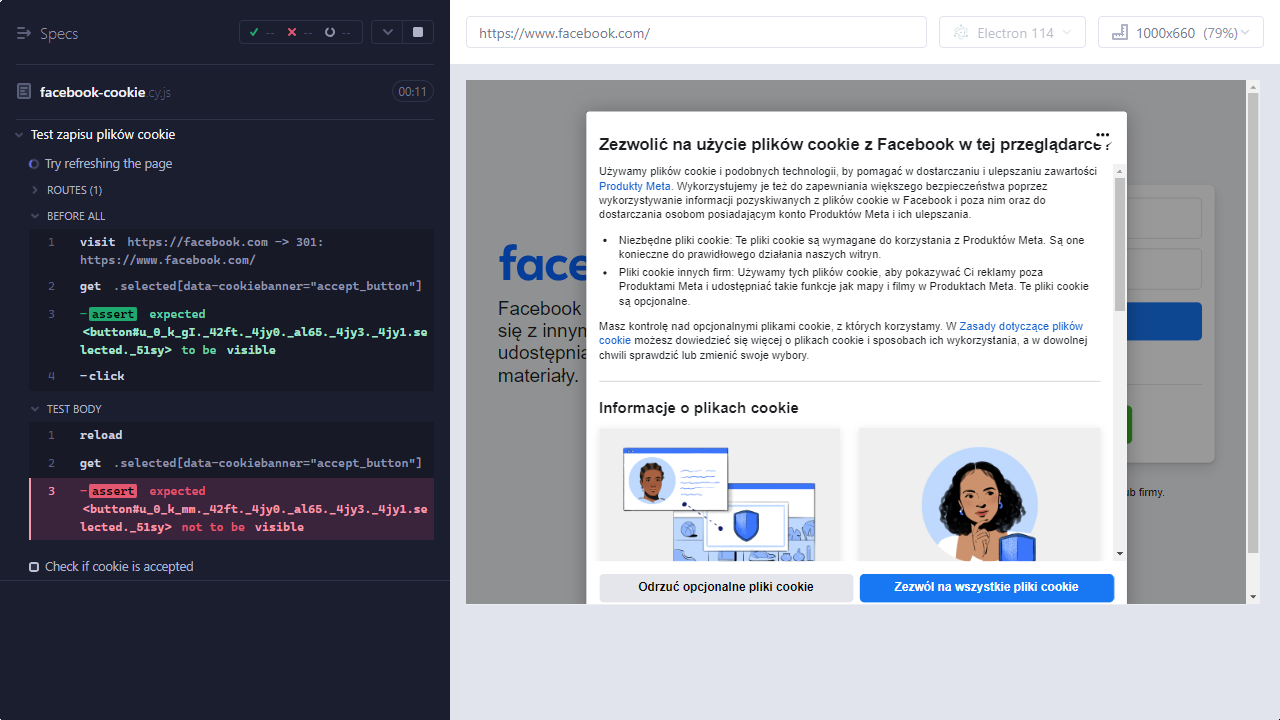 Specs
-- -- --
https://www.facebook.com/
Electron 114
1000x660 (79%)
facebook-cookie.cy.js
00:11
Test zapisu plików cookie
Try refreshing the page
ROUTES (1)
BEFORE ALL
1 visit https://facebook.com -> 301:
https://www.facebook.com/
2 get .selected[data-cookiebanner="accept_button"]
3 -assert expected
<button#u_0_k_gI._42ft._4jy0._al65._4jy3._4jy1.se
lected._51sy> to be visible
4 -click
TEST BODY
1 reload
2 get .selected[data-cookiebanner="accept_button"]
3 -assert expected
<button#u_0_k_mm._42ft._4jy0._al65._4jy3._4jy1.se
lected._51sy> not to be visible
Check if cookie is accepted
face
Facebook
się z innym
udostępnia
materiały.
Zezwolić na użycie plików cookie z Facebook w tej przeglądarce?
Używamy plików cookie i podobnych technologii, by pomagać w dostarczaniu i ulepszaniu zawartości
Produkty Meta. Wykorzystujemy je też do zapewniania większego bezpieczeństwa poprzez
wykorzystywanie informacji pozyskiwanych z plików cookie w Facebook i poza nim oraz do
dostarczania osobom posiadającym konto Produktów Meta i ich ulepszania.
• Niezbędne pliki cookie: Te pliki cookie są wymagane do korzystania z Produktów Meta. Są one
konieczne do prawidłowego działania naszych witryn.
• Pliki cookie innych firm: Używamy tych plików cookie, aby pokazywać Ci reklamy poza
Produktami Meta i udostępniać takie funkcje jak mapy i filmy w Produktach Meta. Te pliki cookie
są opcjonalne.
Masz kontrolę nad opcjonalnymi plikami cookie, z których korzystamy. W Zasady dotyczące plików
cookie możesz dowiedzieć się więcej o plikach cookie i sposobach ich wykorzystania, a w dowolnej
chwili sprawdzić lub zmienić swoje wybory.
Informacje o plikach cookie
ub firmy.
Odrzuć opcjonalne pliki cookie
Zezwól na wszystkie pliki cookie